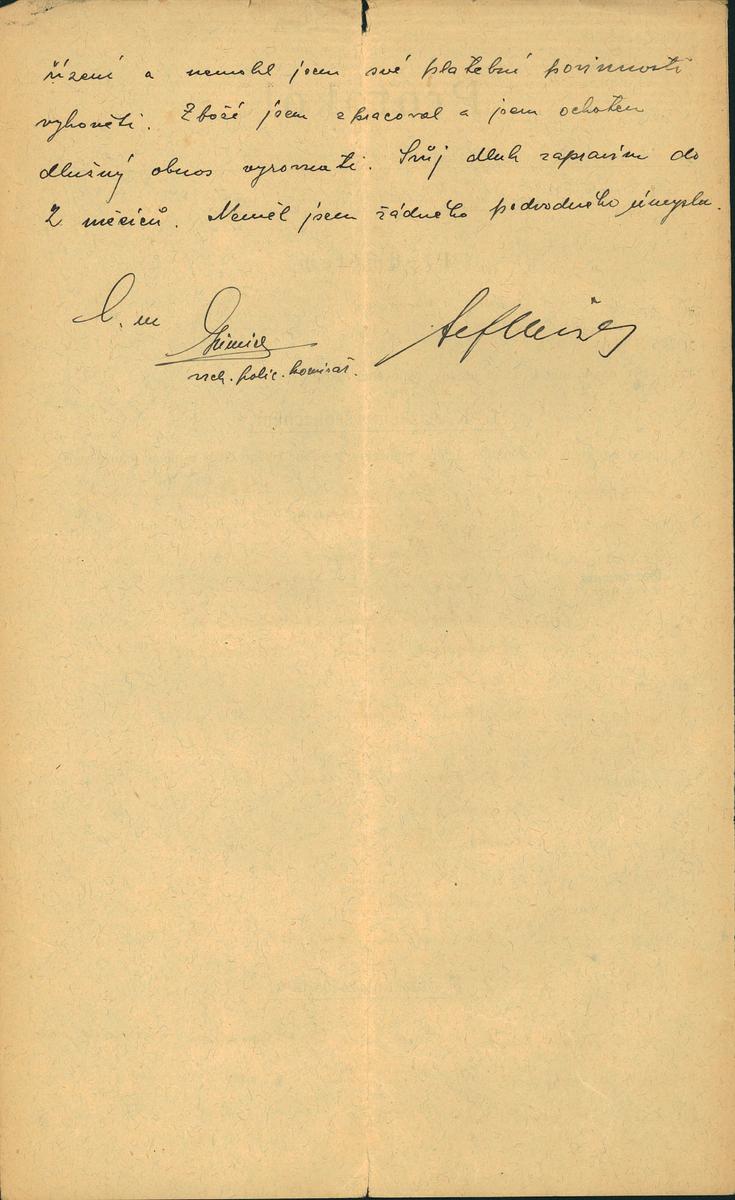 řízení a nemohl jsem své platební povinnosti
vyhověti. Zboží jsem zpracoval a jsem ochoten
dlužný obnos vyrovnati. Svůj dluh zapravím do
2 měsíců. Neměl jsem žádného podvodného úmyslu.
vrch. polic. komisař.